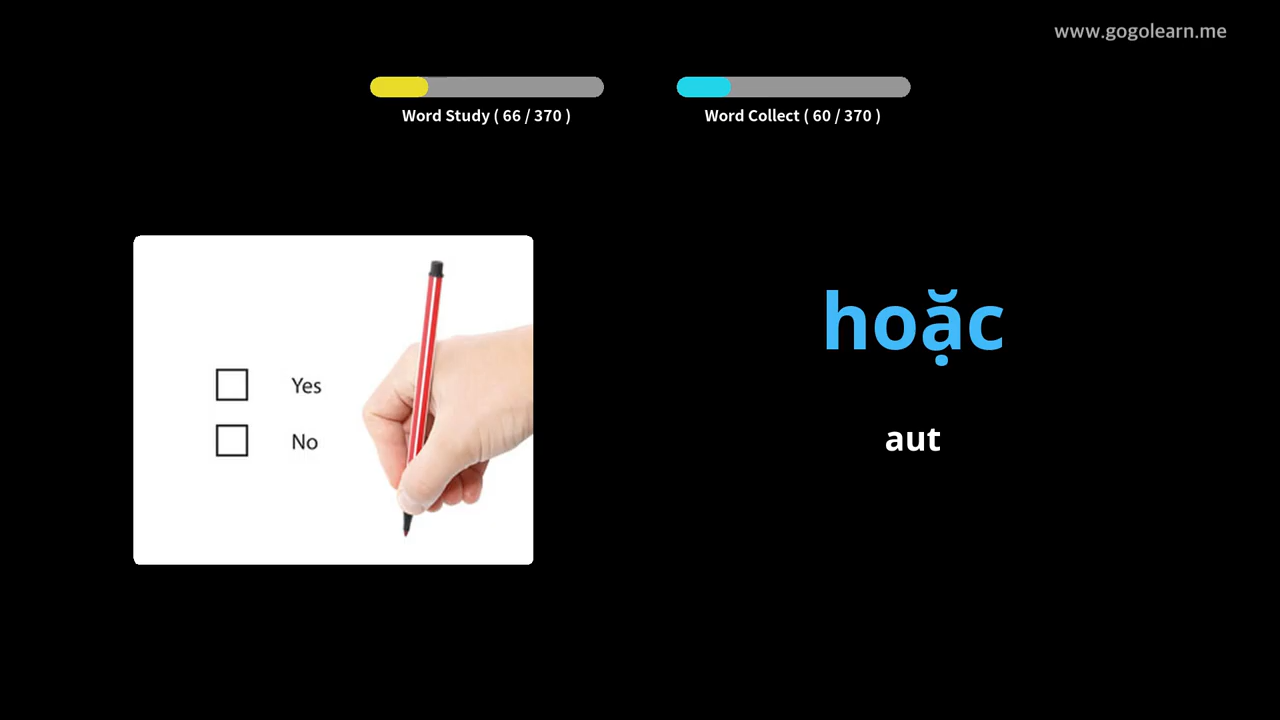 www.gogolearn.me
Word Study ( 66 / 370 )
Word Collect ( 60 / 370 )
Yes
No
hoặc
aut